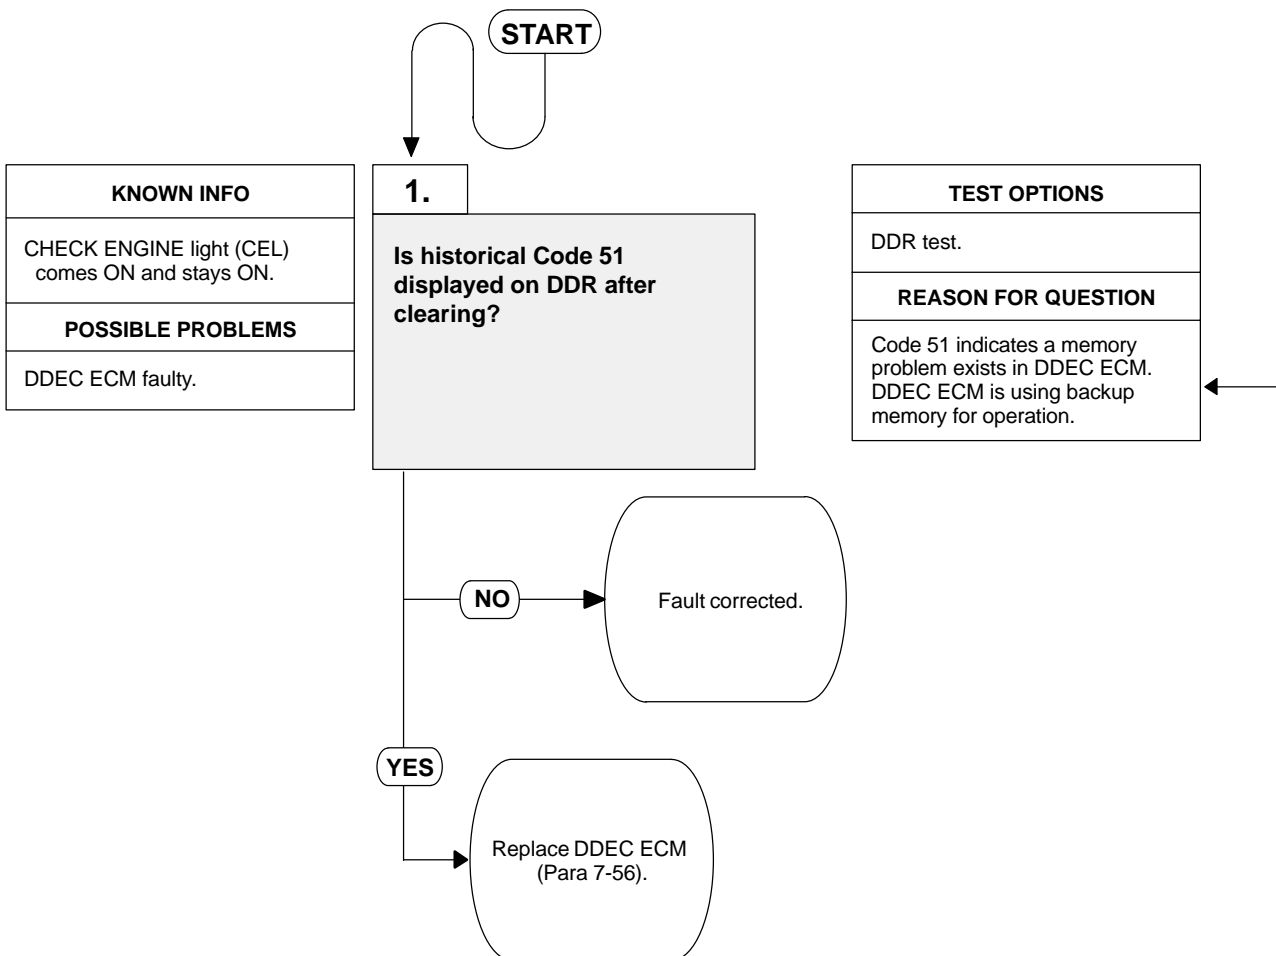 START
KNOWN INFO
CHECK ENGINE light (CEL)
comes ON and stays ON.
POSSIBLE PROBLEMS
DDEC ECM faulty.
1.
Is historical Code 51
displayed on DDR after
clearing?
TEST OPTIONS
DDR test.
REASON FOR QUESTION
Code 51 indicates a memory
problem exists in DDEC ECM.
DDEC ECM is using backup
memory for operation.
NO
Fault corrected.
YES
Replace DDEC ECM
(Para 7-56).